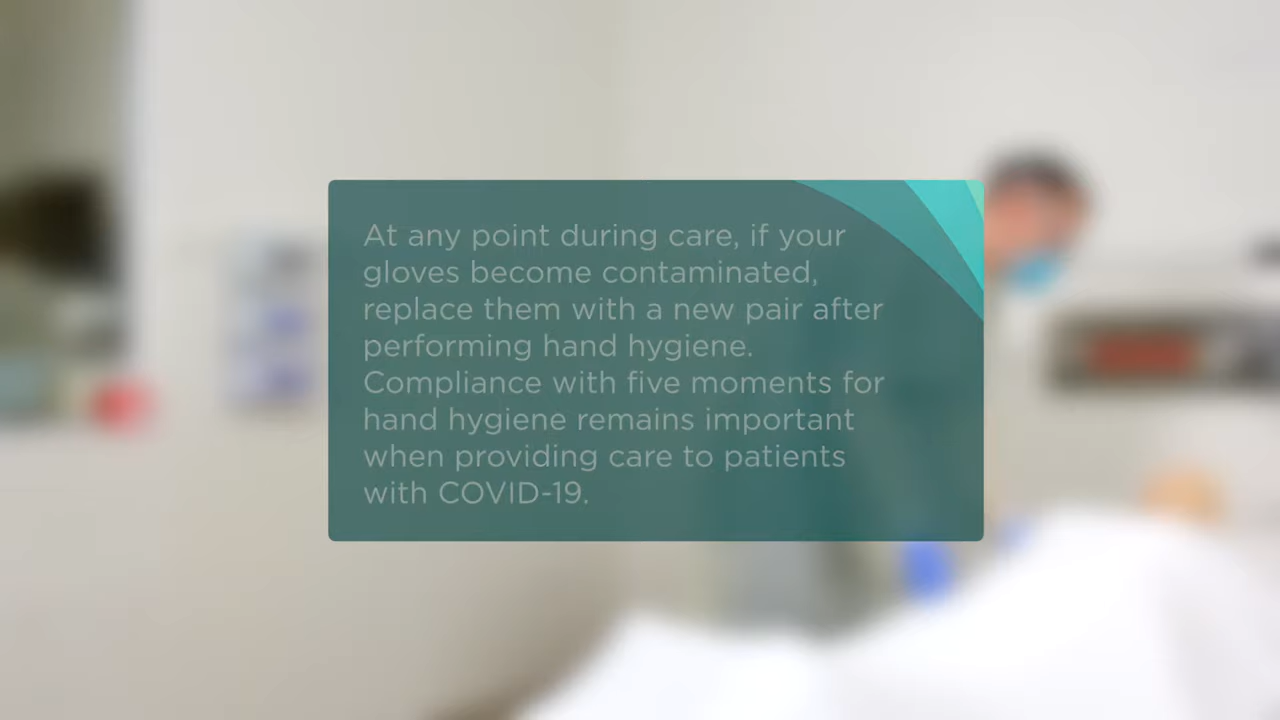 At any point during care, if your
gloves become contaminated,
replace them with a new pair after
performing hand hygiene.
Compliance with five moments for
hand hygiene remains important
when providing care to patients
with COVID-19.